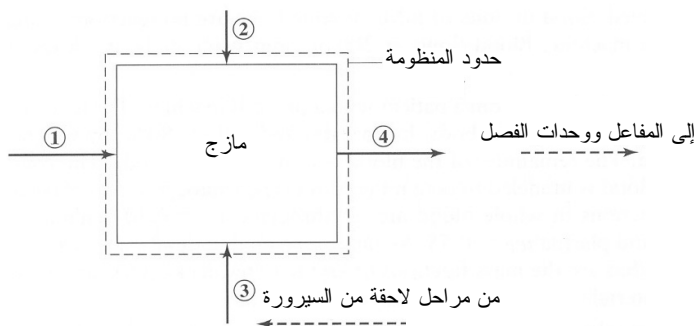 ②
حدود المنظومة
①
مازج
④
إلى المفاعل ووحدات الفصل
③
من مراحل لاحقة من السيرورة